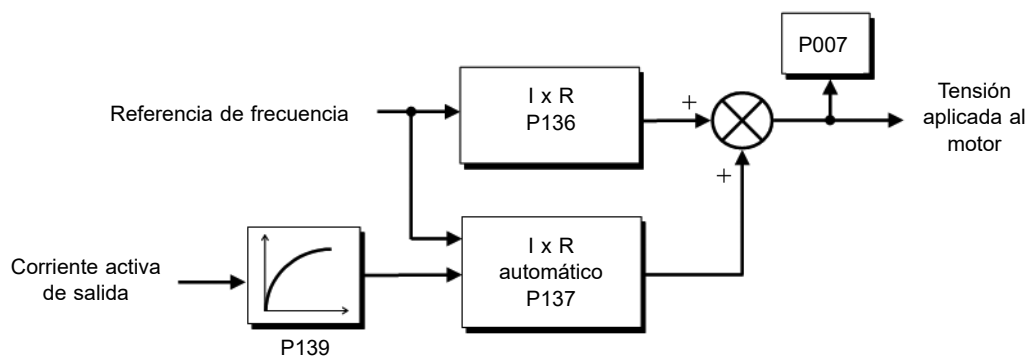 P007
I x R
P136
Referencia de frecuencia
+
Tensión
aplicada al
motor
+
I x R
automático
P137
Corriente activa
de salida
P139